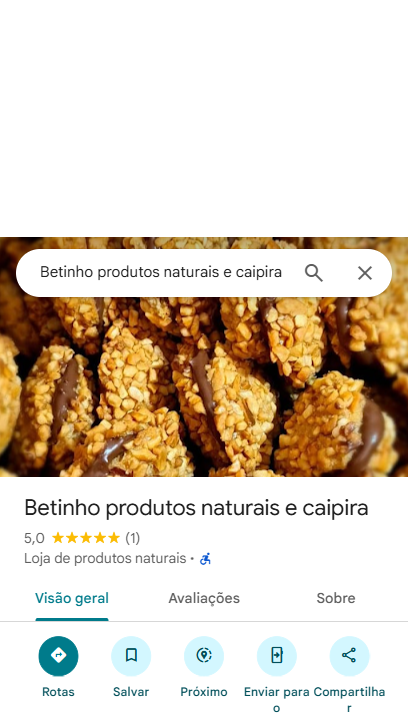 Betinho produtos naturais e caipira
Betinho produtos naturais e caipira
5,0 ★★★★★ (1)
Loja de produtos naturais ·
Visão geral Avaliações Sobre
Rotas Salvar Próximo Enviar para o Compartilhar